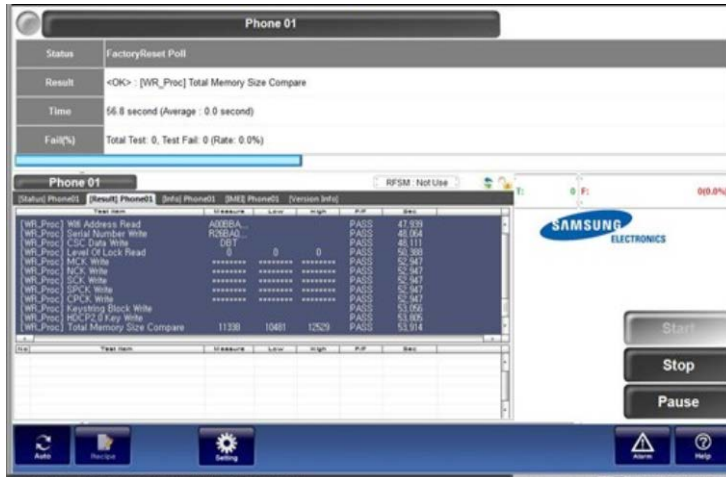 Phone 01
Status FactoryReset Poll
Result <OK> : [WR_Proc] Total Memory Size Compare
Time 56.8 second (Average : 0.0 second)
Fail(%) Total Test: 0, Test Fail: 0 (Rate: 0.0%)
Phone 01 RFSM : Not Use T: 0 F: 0(0.0%
[Status] Phone01 [Result] Phone01 [Info] Phone01 [IMEI] Phone01 [Version Info]
Test Item Measure Low High P/F Sec
[WR_Proc] Wifi Address Read A00BBA... PASS 47,939
[WR_Proc] Serial Number Write R26BA0... PASS 48,064
[WR_Proc] CSC Data Write DBT PASS 48,111
[WR_Proc] Level Of Lock Read 0 0 0 PASS 50,388
[WR_Proc] MCK Write ******** ******** ******** PASS 52,947
[WR_Proc] NCK Write ******** ******** ******** PASS 52,947
[WR_Proc] SCK Write ******** ******** ******** PASS 52,947
[WR_Proc] SPCK Write ******** ******** ******** PASS 52,947
[WR_Proc] CPCK Write ******** ******** ******** PASS 52,947
[WR_Proc] Keystring Block Write PASS 53,056
[WR_Proc] HDCP2.0 Key Write PASS 53,805
[WR_Proc] Total Memory Size Compare 11338 10481 12529 PASS 53,914
No Test Item Measure Low High P/F Sec
SAMSUNG
ELECTRONICS
Start
Stop
Pause
Auto Recipe Setting Alarm Help